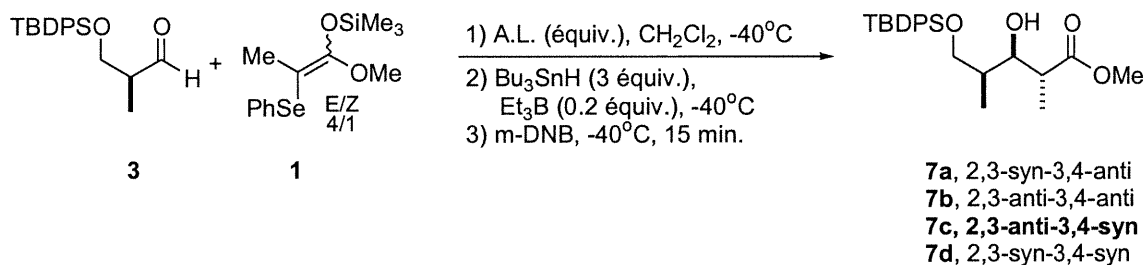 TBDPSO
O
H
+
3
OSiMe3
Me
OMe
PhSe
E/Z
4/1
1
1) A.L. (équiv.), CH2Cl2, -40°C
2) Bu3SnH (3 équiv.),
Et3B (0.2 équiv.), -40°C
3) m-DNB, -40°C, 15 min.
TBDPSO OH O
OMe
7a, 2,3-syn-3,4-anti
7b, 2,3-anti-3,4-anti
7c, 2,3-anti-3,4-syn
7d, 2,3-syn-3,4-syn